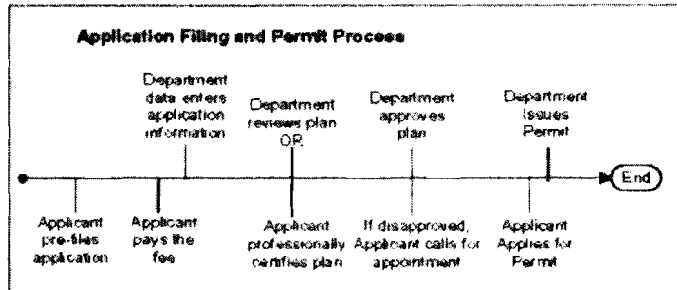 Application Filing and Permit Process
Department
data enters
application
information
Department
reviews plan
OR
Department
approves
plan
Department
Issues
Permit
End
Applicant
pre-files
application
Applicant
pays the
fee
Applicant
professionally
certifies plan
If disapproved,
Applicant calls for
appointment
Applicant
Applies for
Permit